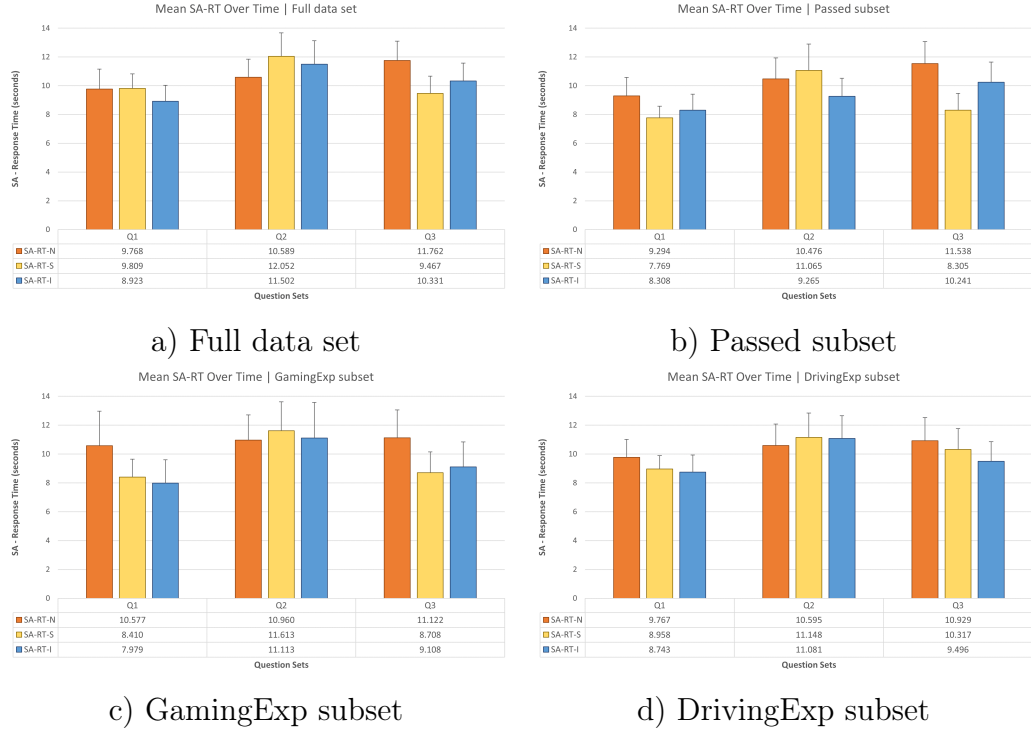 Mean SA-RT Over Time | Full data set
SA - Response Time (seconds)
14
12
10
8
6
4
2
0
Q1 Q2 Q3
SA-RT-N 9.768 10.589 11.762
SA-RT-S 9.809 12.052 9.467
SA-RT-I 8.923 11.502 10.331
Question Sets
a) Full data set
Mean SA-RT Over Time | Passed subset
SA - Response Time (seconds)
14
12
10
8
6
4
2
0
Q1 Q2 Q3
SA-RT-N 9.294 10.476 11.538
SA-RT-S 7.769 11.065 8.305
SA-RT-I 8.308 9.265 10.241
Question Sets
b) Passed subset
Mean SA-RT Over Time | GamingExp subset
SA - Response Time (seconds)
14
12
10
8
6
4
2
0
Q1 Q2 Q3
SA-RT-N 10.577 10.960 11.122
SA-RT-S 8.410 11.613 8.708
SA-RT-I 7.979 11.113 9.108
Question Sets
c) GamingExp subset
Mean SA-RT Over Time | DrivingExp subset
SA - Response Time (seconds)
14
12
10
8
6
4
2
0
Q1 Q2 Q3
SA-RT-N 9.767 10.595 10.929
SA-RT-S 8.958 11.148 10.317
SA-RT-I 8.743 11.081 9.496
Question Sets
d) DrivingExp subset